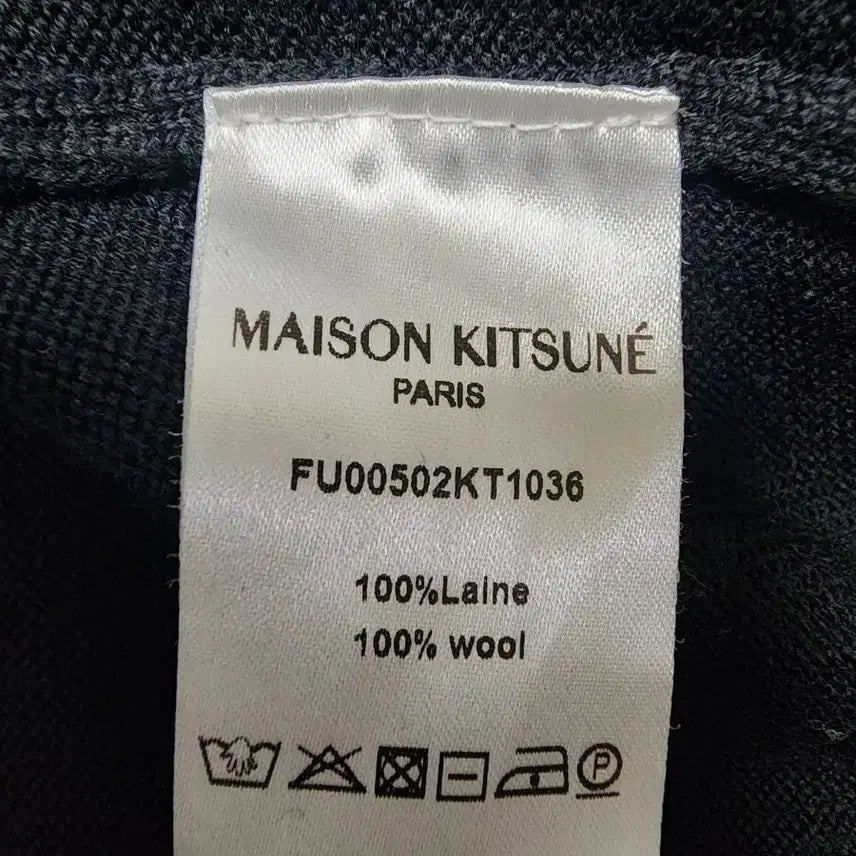 MAISON KITSUNÉ
PARIS
FU00502KT1036
100%Laine
100% wool
P